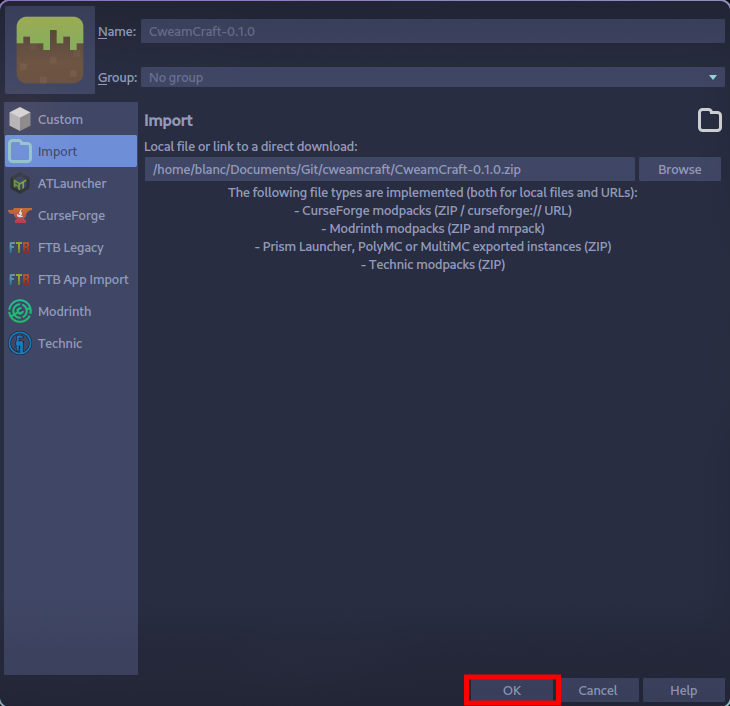 Name: CweamCraft-0.1.0
Group: No group
Custom
Import
ATLauncher
CurseForge
FTB FTB Legacy
FTB FTB App Import
Modrinth
Technic
Import
Local file or link to a direct download:
/home/blanc/Documents/Git/cweamcraft/CweamCraft-0.1.0.zip Browse
The following file types are implemented (both for local files and URLs):
- CurseForge modpacks (ZIP / curseforge:// URL)
- Modrinth modpacks (ZIP and mrpack)
- Prism Launcher, PolyMC or MultiMC exported instances (ZIP)
- Technic modpacks (ZIP)
OK Cancel Help